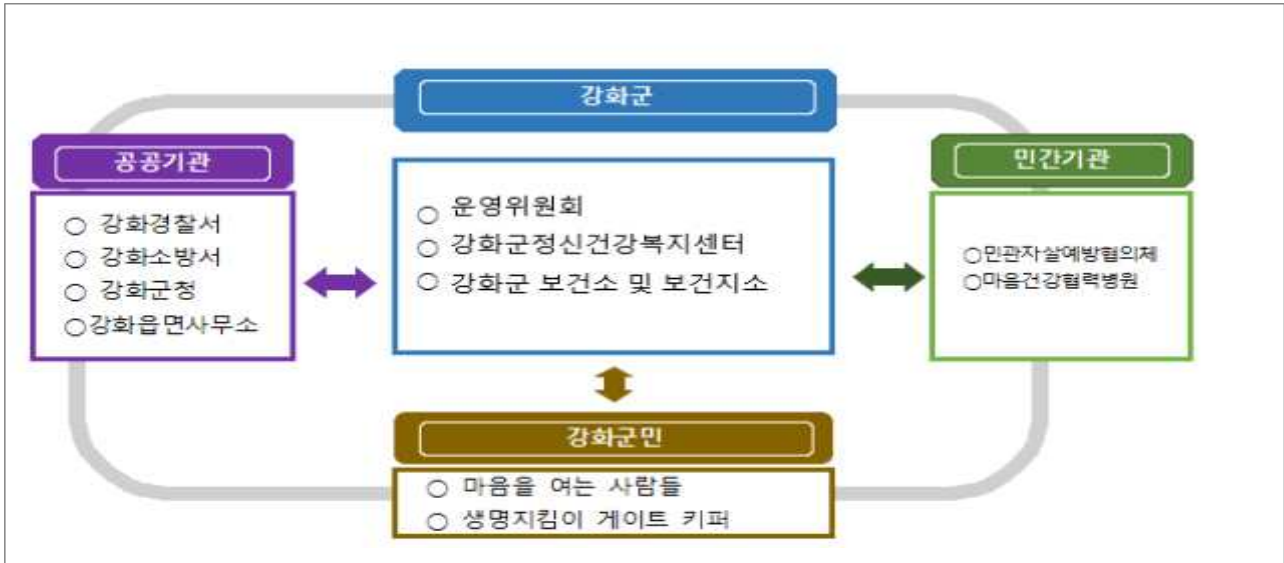 강화군
공공기관
○ 강화경찰서
○ 강화소방서
○ 강화군청
○강화읍면사무소
○ 운영위원회
○ 강화군정신건강복지센터
○ 강화군 보건소 및 보건지소
민간기관
○민관자살예방협의체
○마음건강협력병원
강화군민
○ 마음을 여는 사람들
○ 생명지킴이 게이트 키퍼